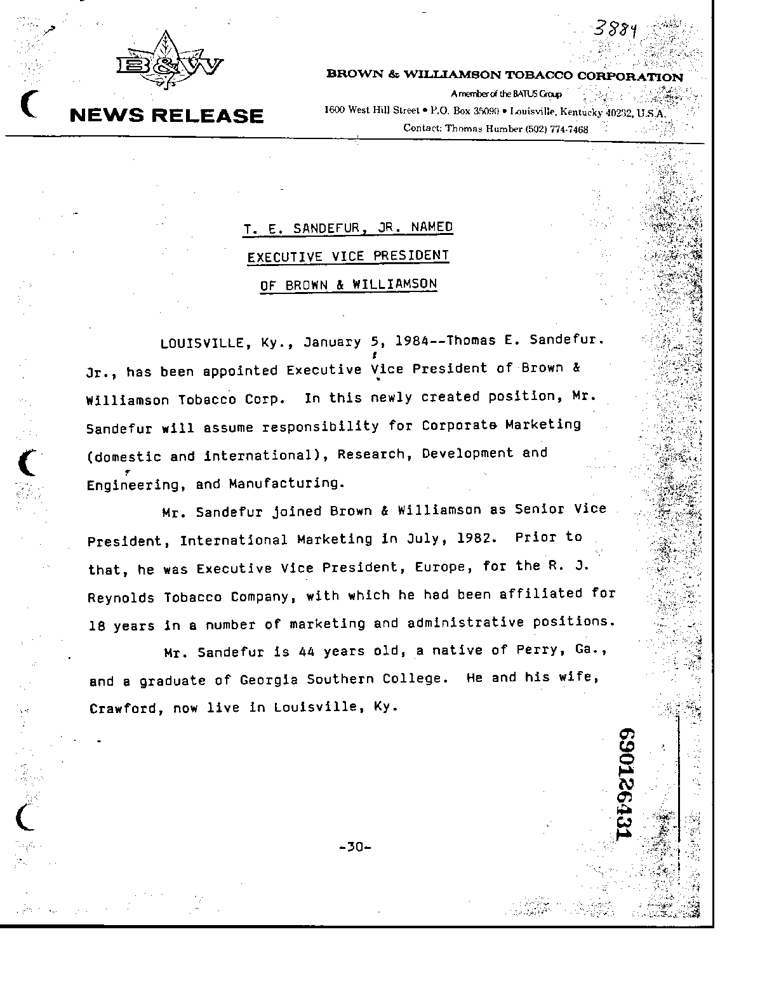 3884
B&W
BROWN & WILLIAMSON TOBACCO CORPORATION
A member of the BATUS Group
NEWS RELEASE
1600 West Hill Street • P.O. Box 35090 • Louisville, Kentucky 40232, U.S.A.
Contact: Thomas Humber (502) 774-7468
T. E. SANDEFUR, JR. NAMED
EXECUTIVE VICE PRESIDENT
OF BROWN & WILLIAMSON
LOUISVILLE, Ky., January 5, 1984--Thomas E. Sandefur.
Jr., has been appointed Executive Vice President of Brown &
Williamson Tobacco Corp. In this newly created position, Mr.
Sandefur will assume responsibility for Corporate Marketing
(domestic and international), Research, Development and
Engineering, and Manufacturing.
Mr. Sandefur joined Brown & Williamson as Senior Vice
President, International Marketing in July, 1982. Prior to
that, he was Executive Vice President, Europe, for the R. J.
Reynolds Tobacco Company, with which he had been affiliated for
18 years in a number of marketing and administrative positions.
Mr. Sandefur is 44 years old, a native of Perry, Ga.,
and a graduate of Georgia Southern College. He and his wife,
Crawford, now live in Louisville, Ky.
690126431
-30-